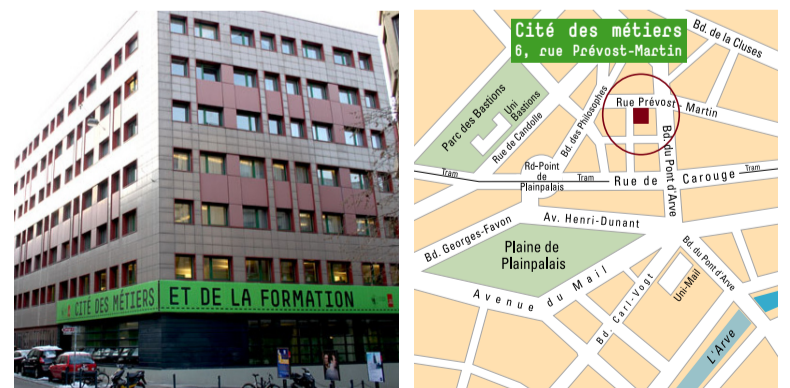 CITÉ DES MÉTIERS
ET DE LA FORMATION
Cité des métiers
6, rue Prévost-Martin
Bd. de la Cluses
Parc des Bastions
Uni
Bastions
Rue de Candolle
Bd. des Philosophes
Rue Prévost-Martin
Bd. du Pont d'Arve
Tram
Rd-Point
de
Plainpalais
Tram
Rue de Carouge
Tram
Bd. Georges-Favon
Av. Henri-Dunant
Plaine de
Plainpalais
Avenue du Mail
Bd. Carl-Vogt
Uni-Mail
Bd. du Pont d'Arve
L'Arve